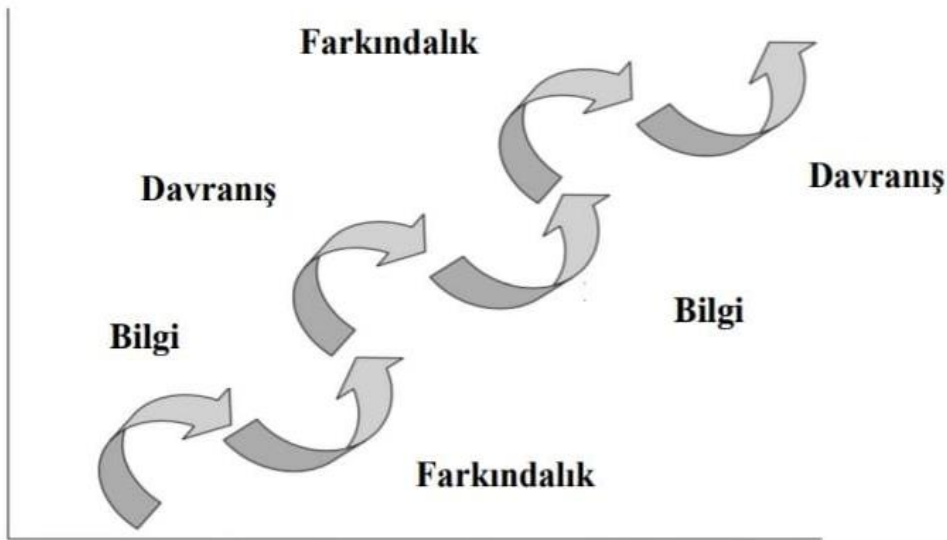 Farkındalık
Davranış
Davranış
Bilgi
Bilgi
Farkındalık